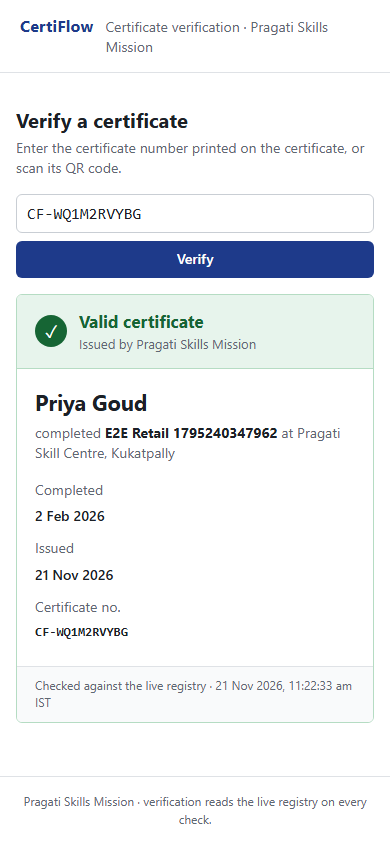 CertiFlow Certificate verification · Pragati Skills
Mission
Verify a certificate
Enter the certificate number printed on the certificate, or
scan its QR code.
CF-WQ1M2RVYBG
Verify
Valid certificate
Issued by Pragati Skills Mission
Priya Goud
completed E2E Retail 1795240347962 at Pragati
Skill Centre, Kukatpally
Completed
2 Feb 2026
Issued
21 Nov 2026
Certificate no.
CF-WQ1M2RVYBG
Checked against the live registry · 21 Nov 2026, 11:22:33 am
IST
Pragati Skills Mission · verification reads the live registry on every
check.